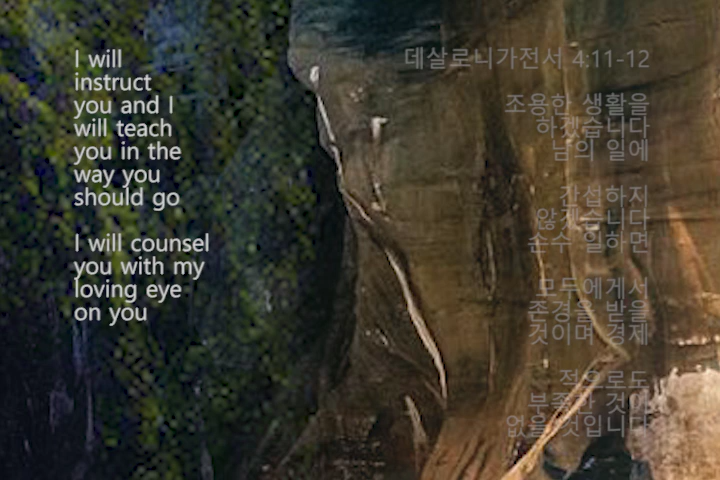 I will
instruct
you and I
will teach
you in the
way you
should go
I will counsel
you with my
loving eye
on you
데살로니가전서 4:11-12
조용한 생활을
하겠습니다
남의 일에
간섭하지
않겠습니다
손수 일하면
모두에게서
존경을 받을
것이며 경제
적으로도
부족한 것이
없을 것입니다